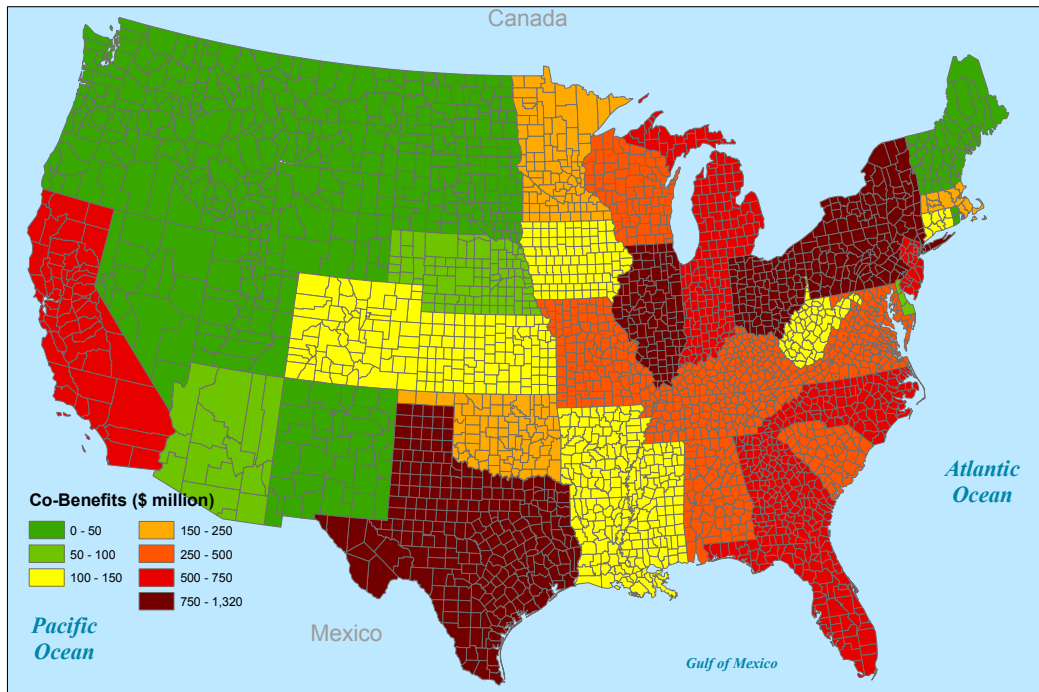 Canada
Atlantic
Ocean
Co-Benefits ($ million)
0 - 50
50 - 100
100 - 150
150 - 250
250 - 500
500 - 750
750 - 1,320
Pacific
Ocean
Mexico
Gulf of Mexico